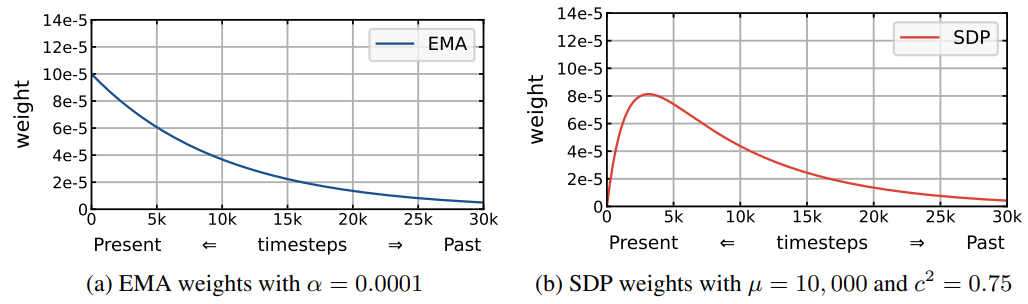 14e-5
12e-5
10e-5
8e-5
6e-5
4e-5
2e-5
0
weight
EMA
0 5k 10k 15k 20k 25k 30k
Present ⇐ timesteps ⇒ Past
(a) EMA weights with α = 0.0001
14e-5
12e-5
10e-5
8e-5
6e-5
4e-5
2e-5
0
weight
SDP
0 5k 10k 15k 20k 25k 30k
Present ⇐ timesteps ⇒ Past
(b) SDP weights with μ = 10,000 and c² = 0.75